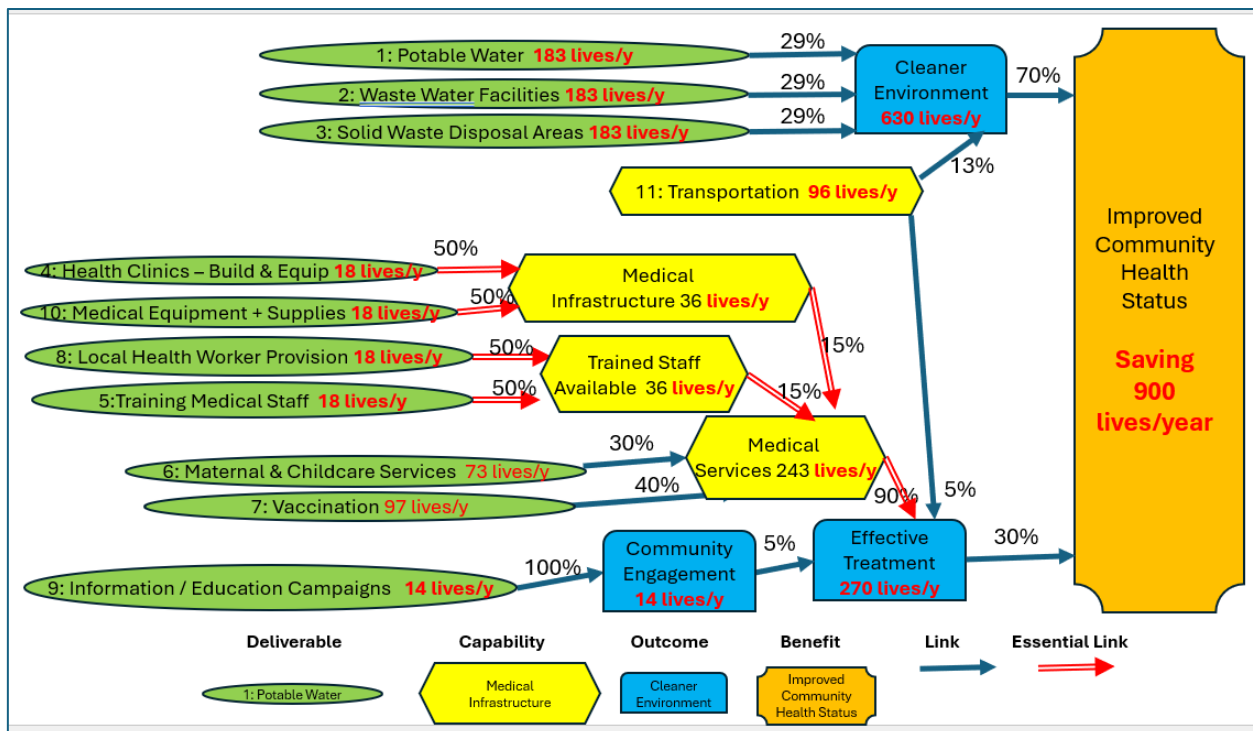 1: Potable Water 183 lives/y
29%
2: Waste Water Facilities 183 lives/y
29%
3: Solid Waste Disposal Areas 183 lives/y
29%
Cleaner
Environment
630 lives/y
70%
11: Transportation 96 lives/y
13%
4: Health Clinics – Build & Equip 18 lives/y
50%
10: Medical Equipment + Supplies 18 lives/y
50%
Medical
Infrastructure 36 lives/y
15%
8: Local Health Worker Provision 18 lives/y
50%
5:Training Medical Staff 18 lives/y
50%
Trained Staff
Available 36 lives/y
15%
6: Maternal & Childcare Services 73 lives/y
30%
7: Vaccination 97 lives/y
40%
Medical
Services 243 lives/y
90%
5%
9: Information / Education Campaigns 14 lives/y
100%
Community
Engagement
14 lives/y
5%
Effective
Treatment
270 lives/y
30%
Improved
Community
Health
Status
Saving
900
lives/year
Deliverable
Capability
Outcome
Benefit
Link
Essential Link
1: Potable Water
Medical
Infrastructure
Cleaner
Environment
Improved
Community
Health Status